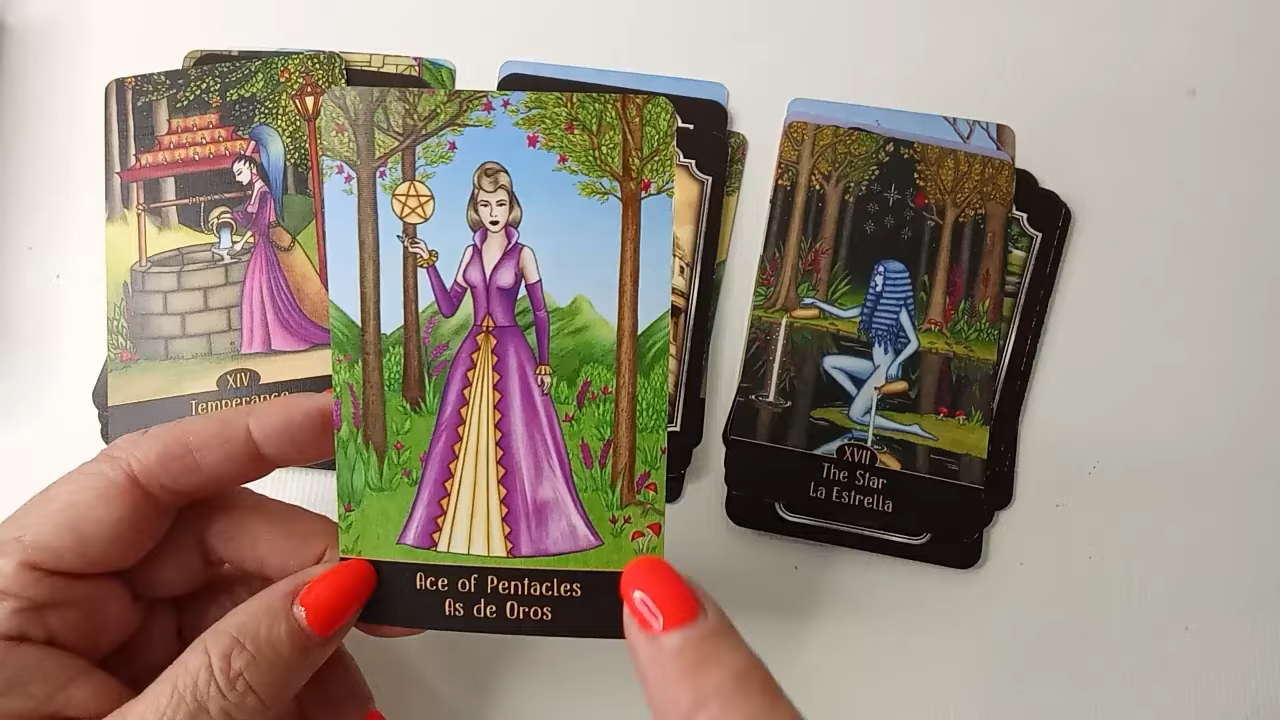 XIV
Temperance
Ace of Pentacles
As de Oros
XVII
The Star
La Estrella